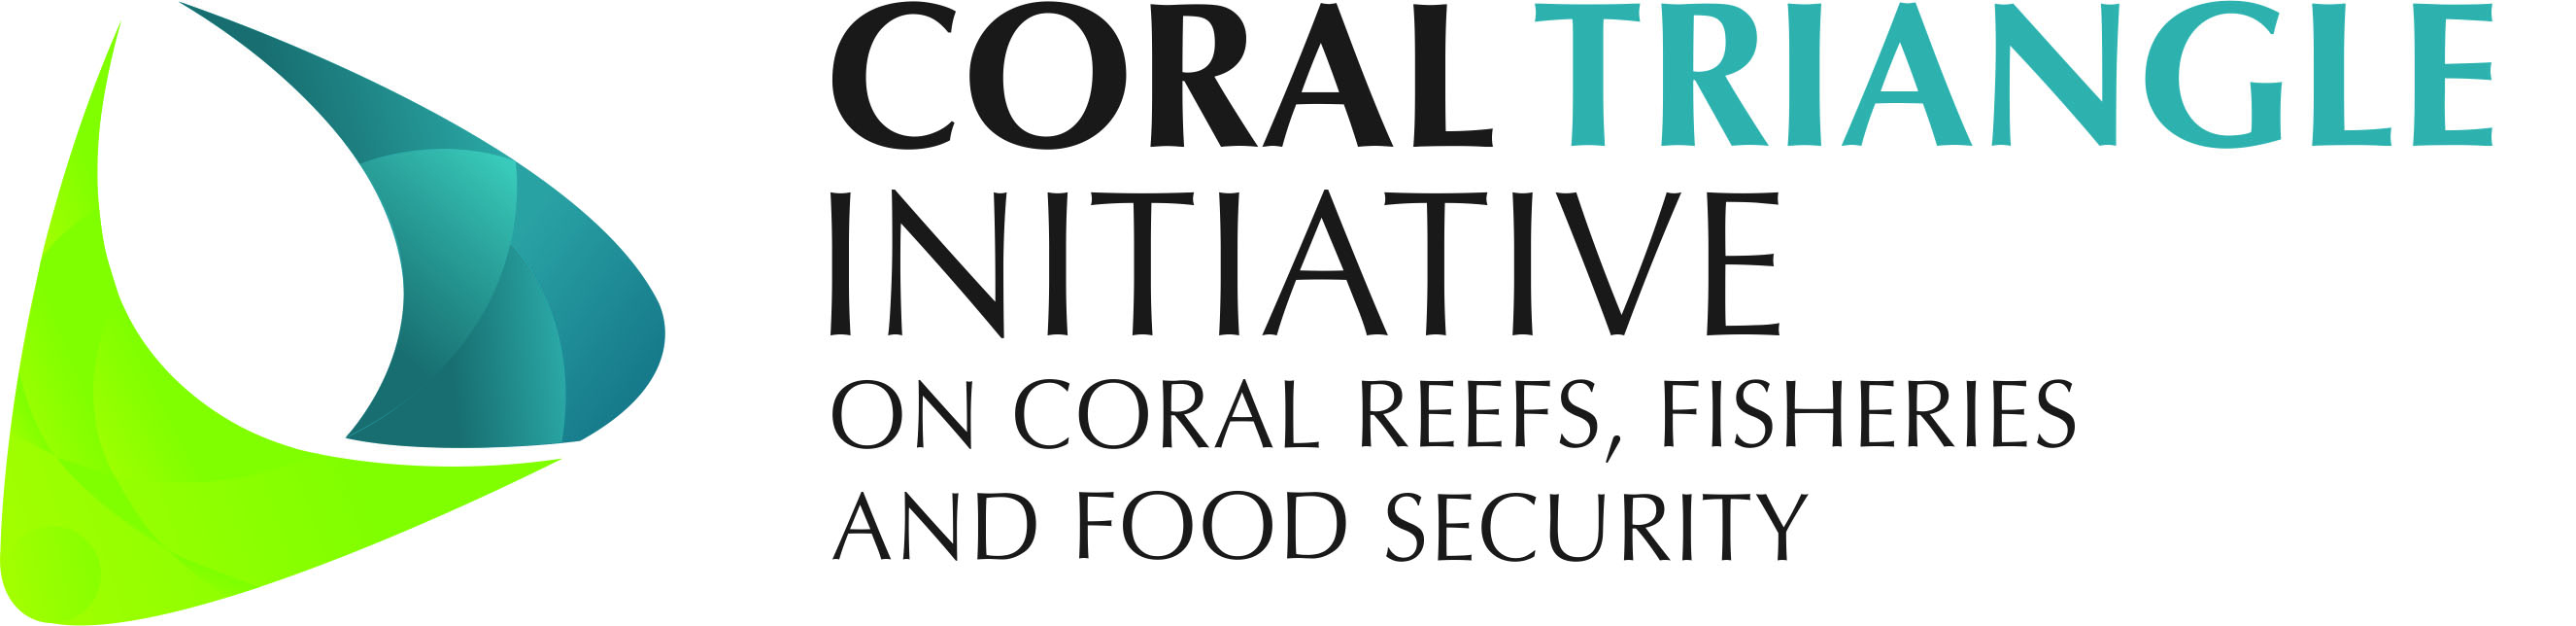 CORAL TRIANGLE
INITIATIVE
ON CORAL REEFS, FISHERIES
AND FOOD SECURITY